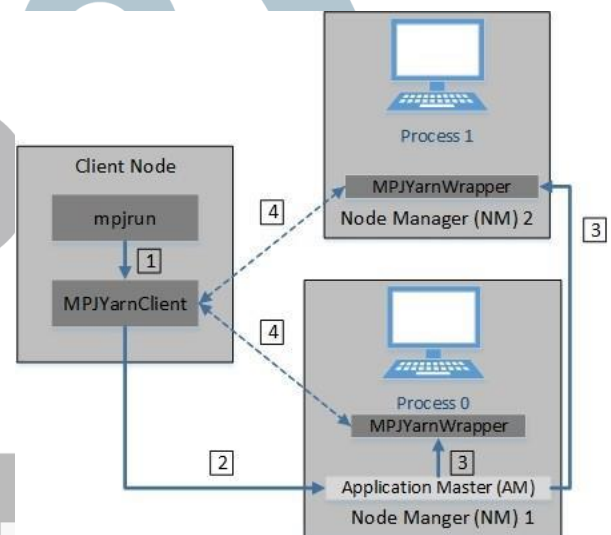 Process 1
MPJYarnWrapper
Node Manager (NM) 2
Client Node
mpjrun
1
MPJYarnClient
4
3
4
Process 0
MPJYarnWrapper
3
2
Application Master (AM)
Node Manger (NM) 1